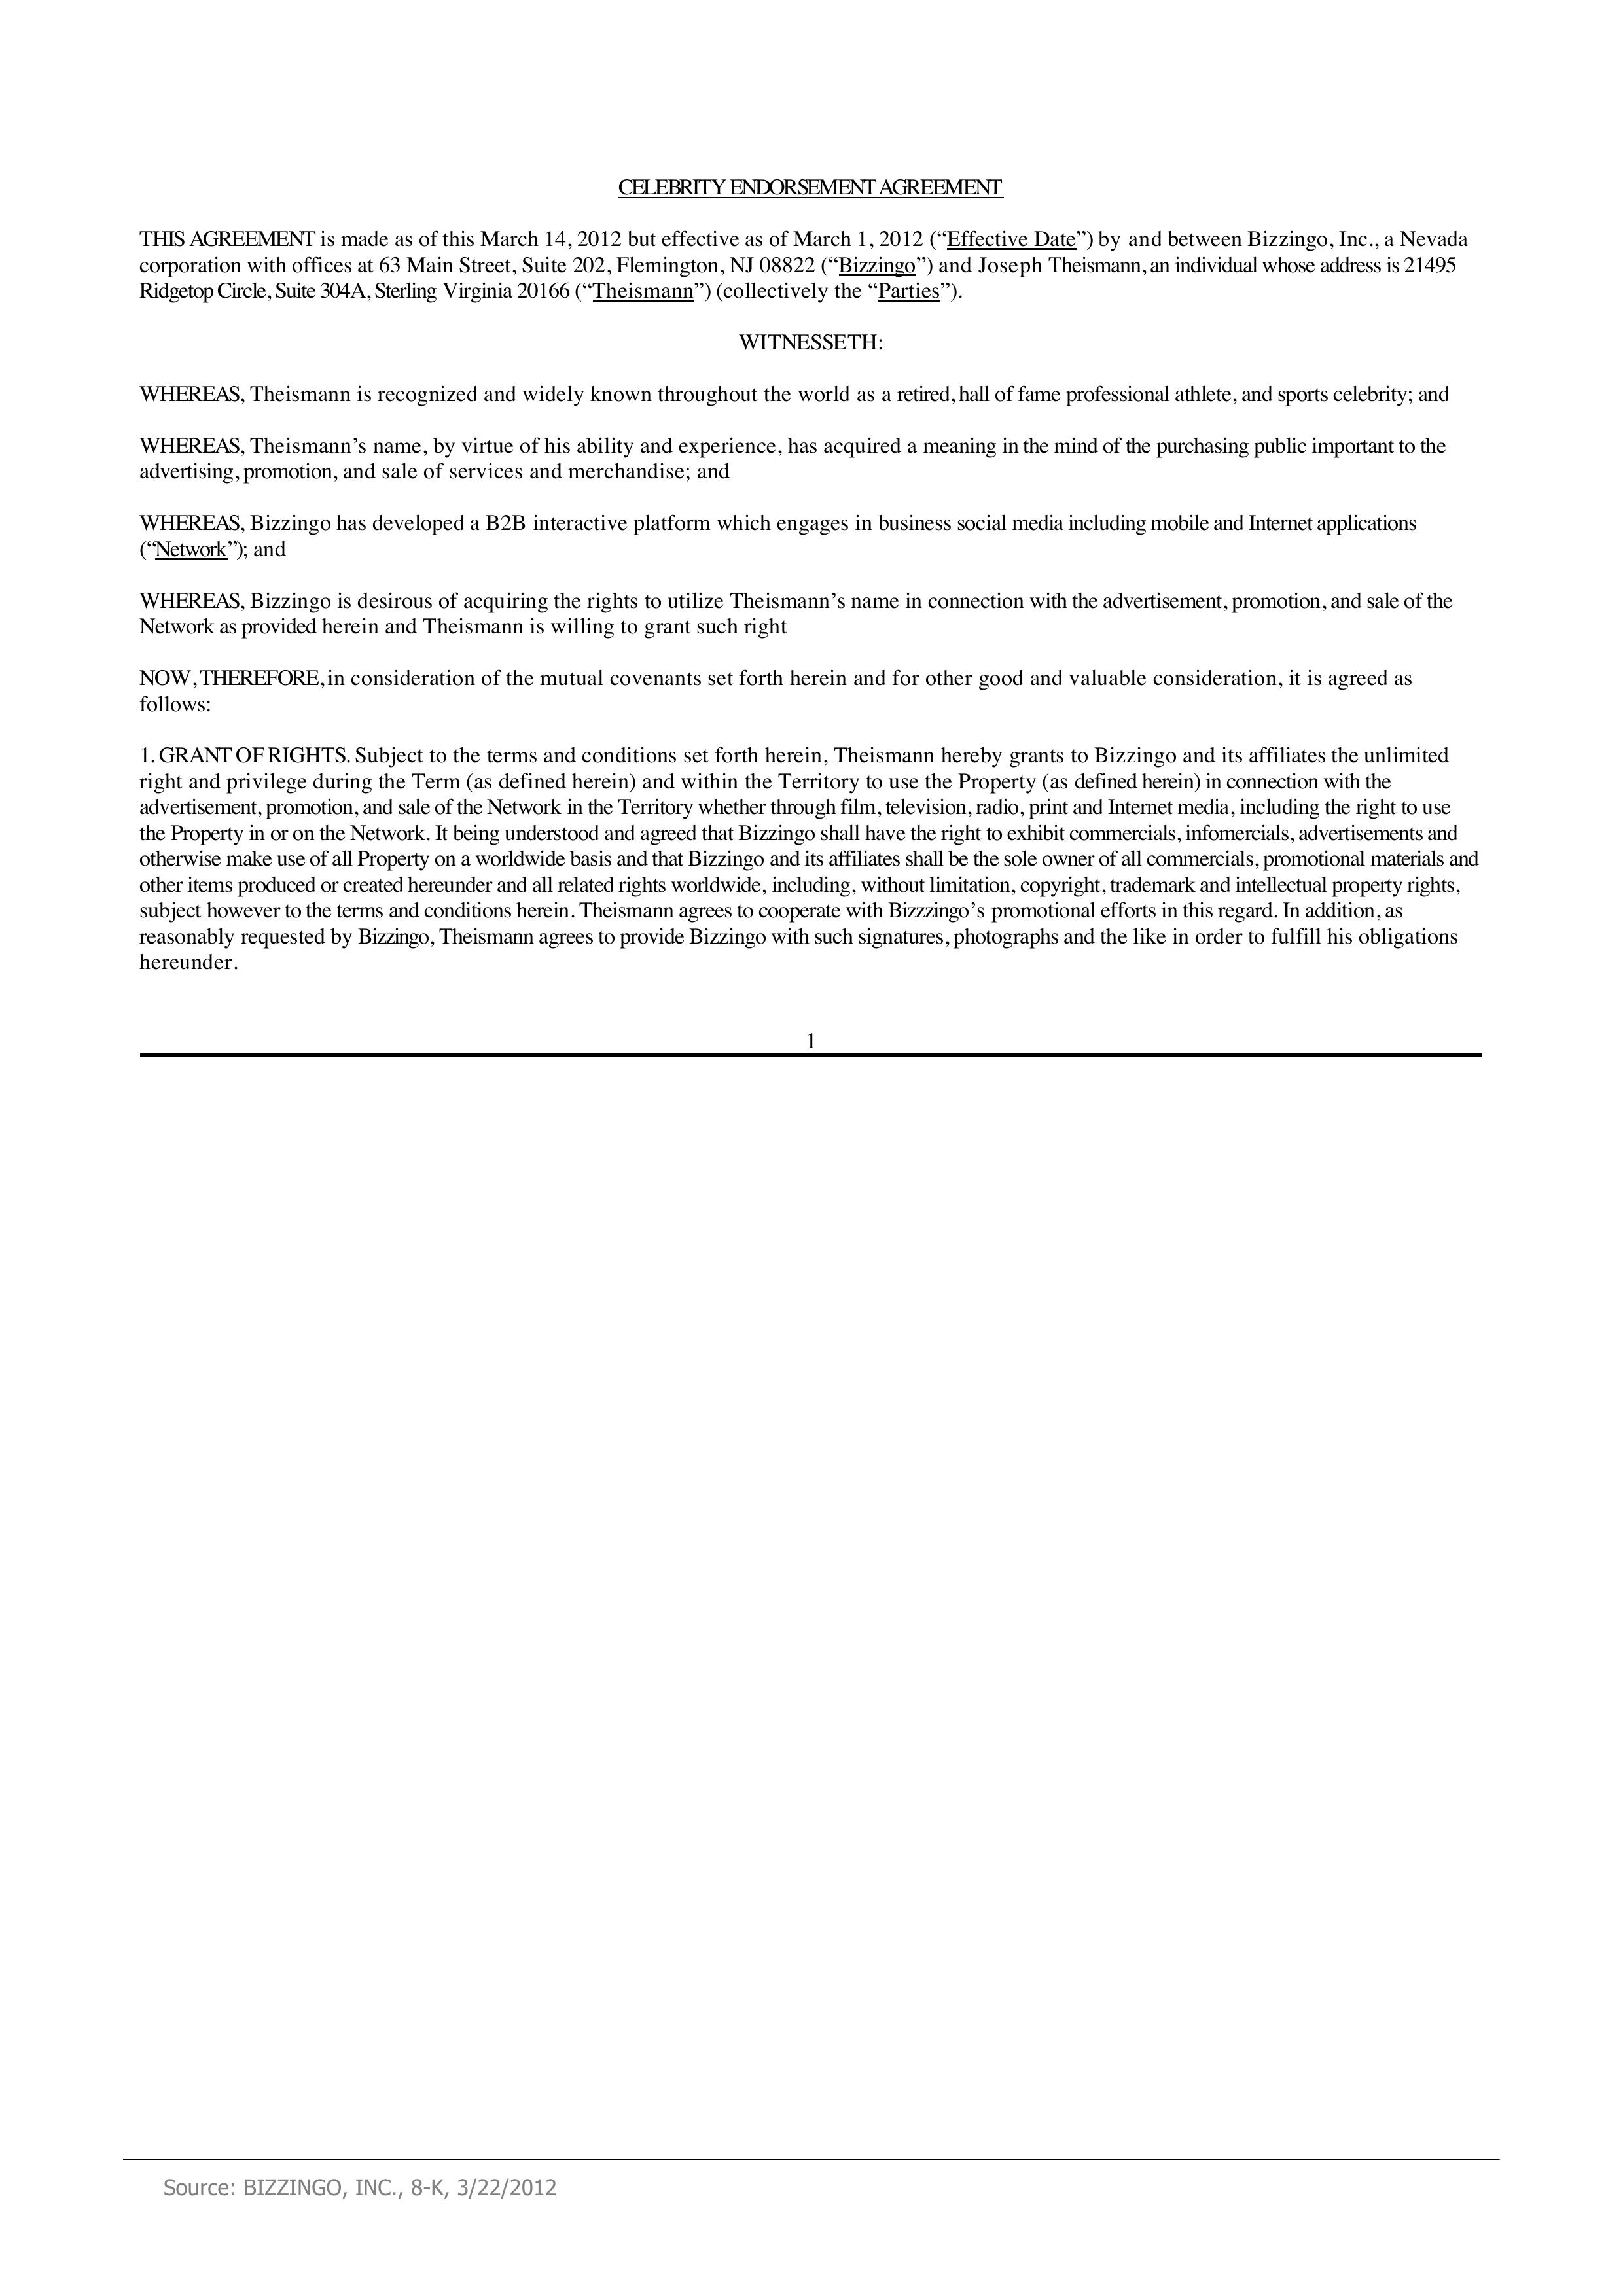 CELEBRITY ENDORSEMENT AGREEMENT
THIS AGREEMENT is made as of this March 14, 2012 but effective as of March 1, 2012 (“Effective Date”) by and between Bizzingo, Inc., a Nevada
corporation with offices at 63 Main Street, Suite 202, Flemington, NJ 08822 (“Bizzingo”) and Joseph Theismann, an individual whose address is 21495
Ridgetop Circle, Suite 304A, Sterling Virginia 20166 (“Theismann”) (collectively the “Parties”).
WITNESSETH:
WHEREAS, Theismann is recognized and widely known throughout the world as a retired, hall of fame professional athlete, and sports celebrity; and
WHEREAS, Theismann’s name, by virtue of his ability and experience, has acquired a meaning in the mind of the purchasing public important to the
advertising, promotion, and sale of services and merchandise; and
WHEREAS, Bizzingo has developed a B2B interactive platform which engages in business social media including mobile and Internet applications
(“Network”); and
WHEREAS, Bizzingo is desirous of acquiring the rights to utilize Theismann’s name in connection with the advertisement, promotion, and sale of the
Network as provided herein and Theismann is willing to grant such right
NOW, THEREFORE, in consideration of the mutual covenants set forth herein and for other good and valuable consideration, it is agreed as
follows:
1. GRANT OF RIGHTS. Subject to the terms and conditions set forth herein, Theismann hereby grants to Bizzingo and its affiliates the unlimited
right and privilege during the Term (as defined herein) and within the Territory to use the Property (as defined herein) in connection with the
advertisement, promotion, and sale of the Network in the Territory whether through film, television, radio, print and Internet media, including the right to use
the Property in or on the Network. It being understood and agreed that Bizzingo shall have the right to exhibit commercials, infomercials, advertisements and
otherwise make use of all Property on a worldwide basis and that Bizzingo and its affiliates shall be the sole owner of all commercials, promotional materials and
other items produced or created hereunder and all related rights worldwide, including, without limitation, copyright, trademark and intellectual property rights,
subject however to the terms and conditions herein. Theismann agrees to cooperate with Bizzzingo’s promotional efforts in this regard. In addition, as
reasonably requested by Bizzingo, Theismann agrees to provide Bizzingo with such signatures, photographs and the like in order to fulfill his obligations
hereunder.
1
Source: BIZZINGO, INC., 8-K, 3/22/2012